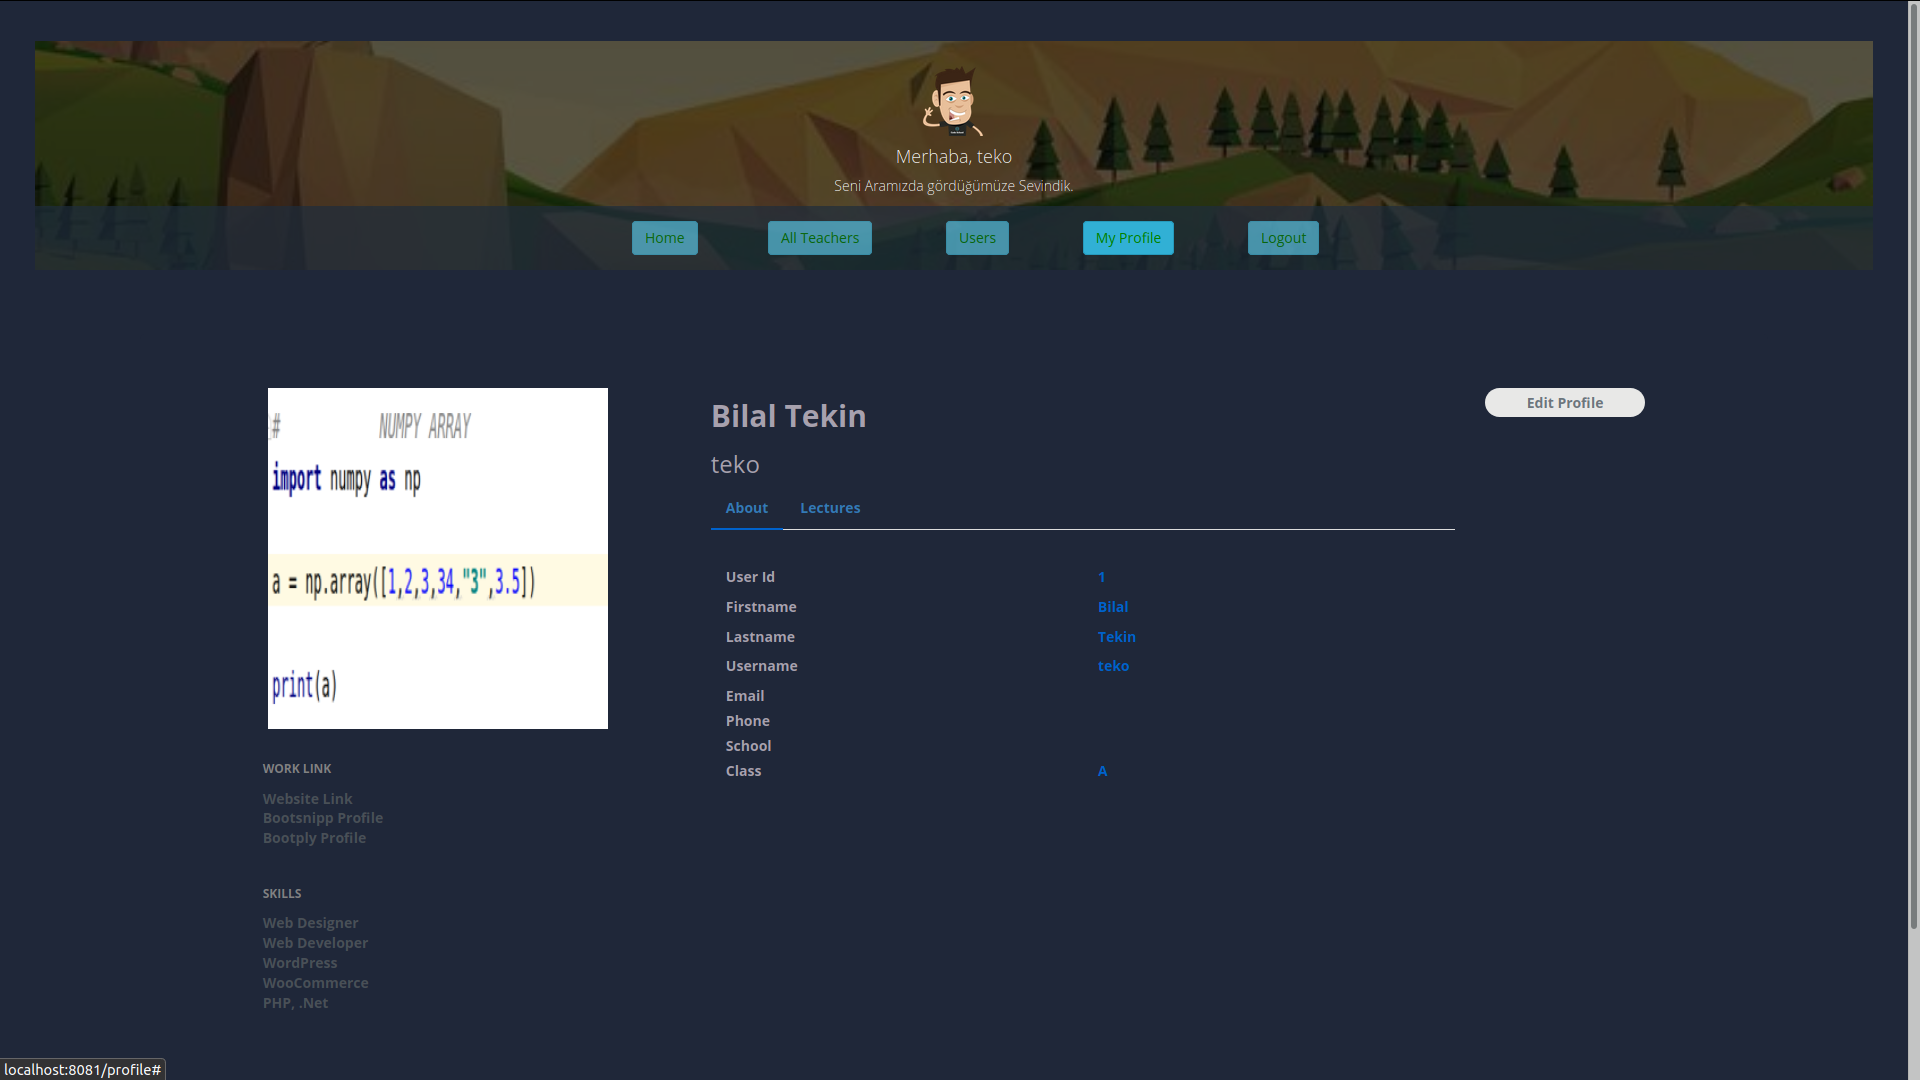 Merhaba, teko
Seni Aramızda gördüğümüze Sevindik.
Home All Teachers Users My Profile Logout
# NUMPY ARRAY
import numpy as np
a = np.array([1,2,3,34,"3",3.5])
print(a)
WORK LINK
Website Link
Bootsnipp Profile
Bootply Profile
SKILLS
Web Designer
Web Developer
WordPress
WooCommerce
PHP, .Net
Bilal Tekin
teko
About Lectures
User Id 1
Firstname Bilal
Lastname Tekin
Username teko
Email
Phone
School
Class A
Edit Profile
localhost:8081/profile#